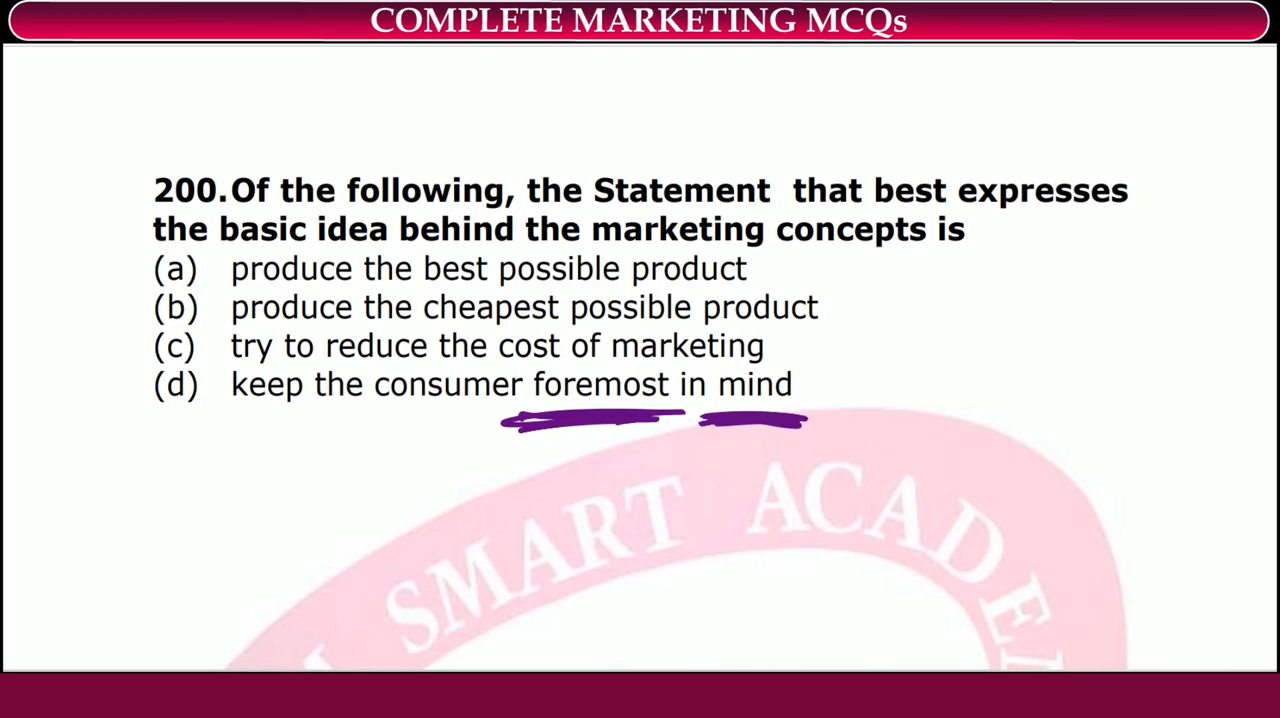 COMPLETE MARKETING MCQs
200.Of the following, the Statement that best expresses
the basic idea behind the marketing concepts is
(a) produce the best possible product
(b) produce the cheapest possible product
(c) try to reduce the cost of marketing
(d) keep the consumer foremost in mind
SMART ACADE